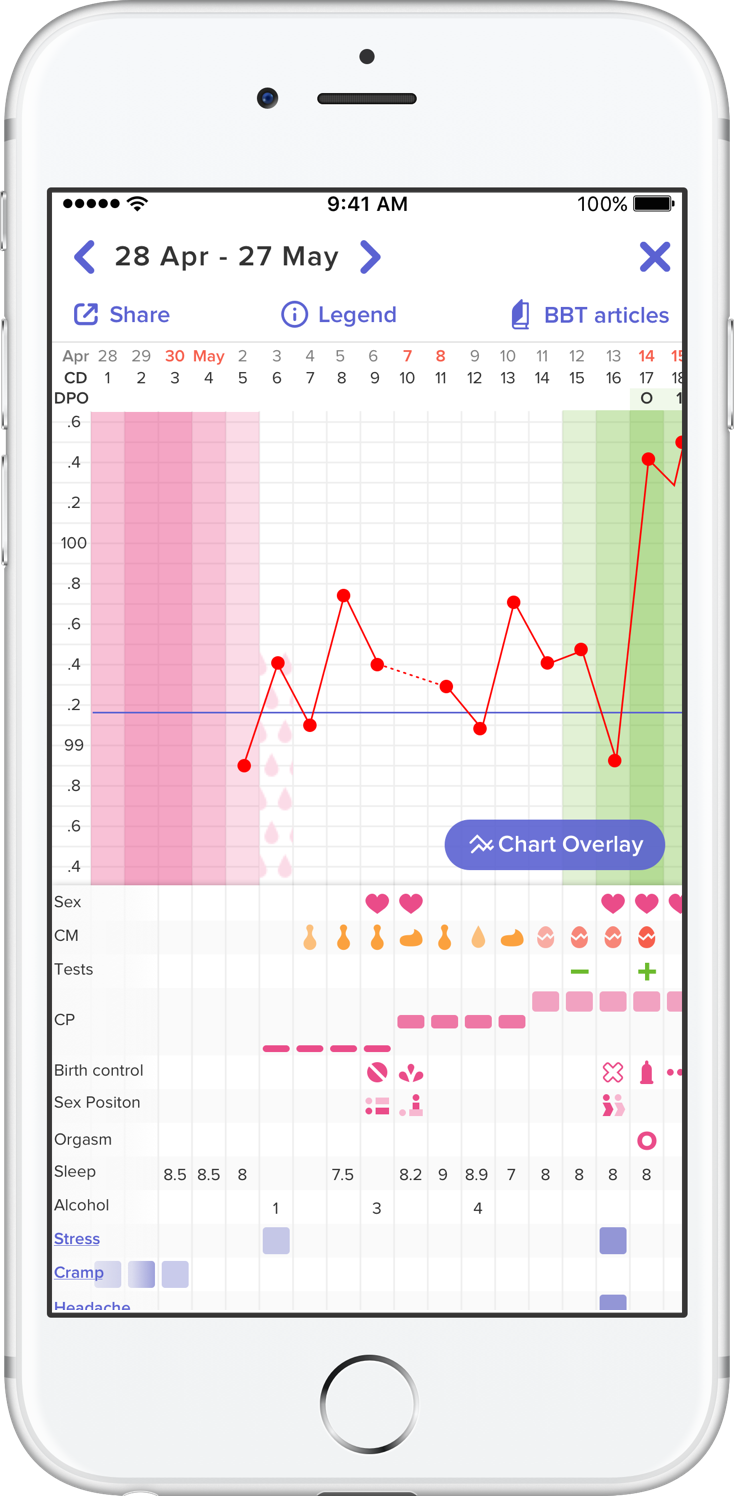 9:41 AM 100%
28 Apr - 27 May
Share Legend BBT articles
Apr 28 29 30 May 2 3 4 5 6 7 8 9 10 11 12 13 14 15
CD 1 2 3 4 5 6 7 8 9 10 11 12 13 14 15 16 17 18
DPO O 1
.6
.4
.2
100
.8
.6
.4
.2
99
.8
.6
.4
Chart Overlay
Sex
CM
Tests
CP
Birth control
Sex Positon
Orgasm
Sleep 8.5 8.5 8 7.5 8.2 9 8.9 7 8 8 8 8
Alcohol 1 3 4
Stress
Cramp
Headache